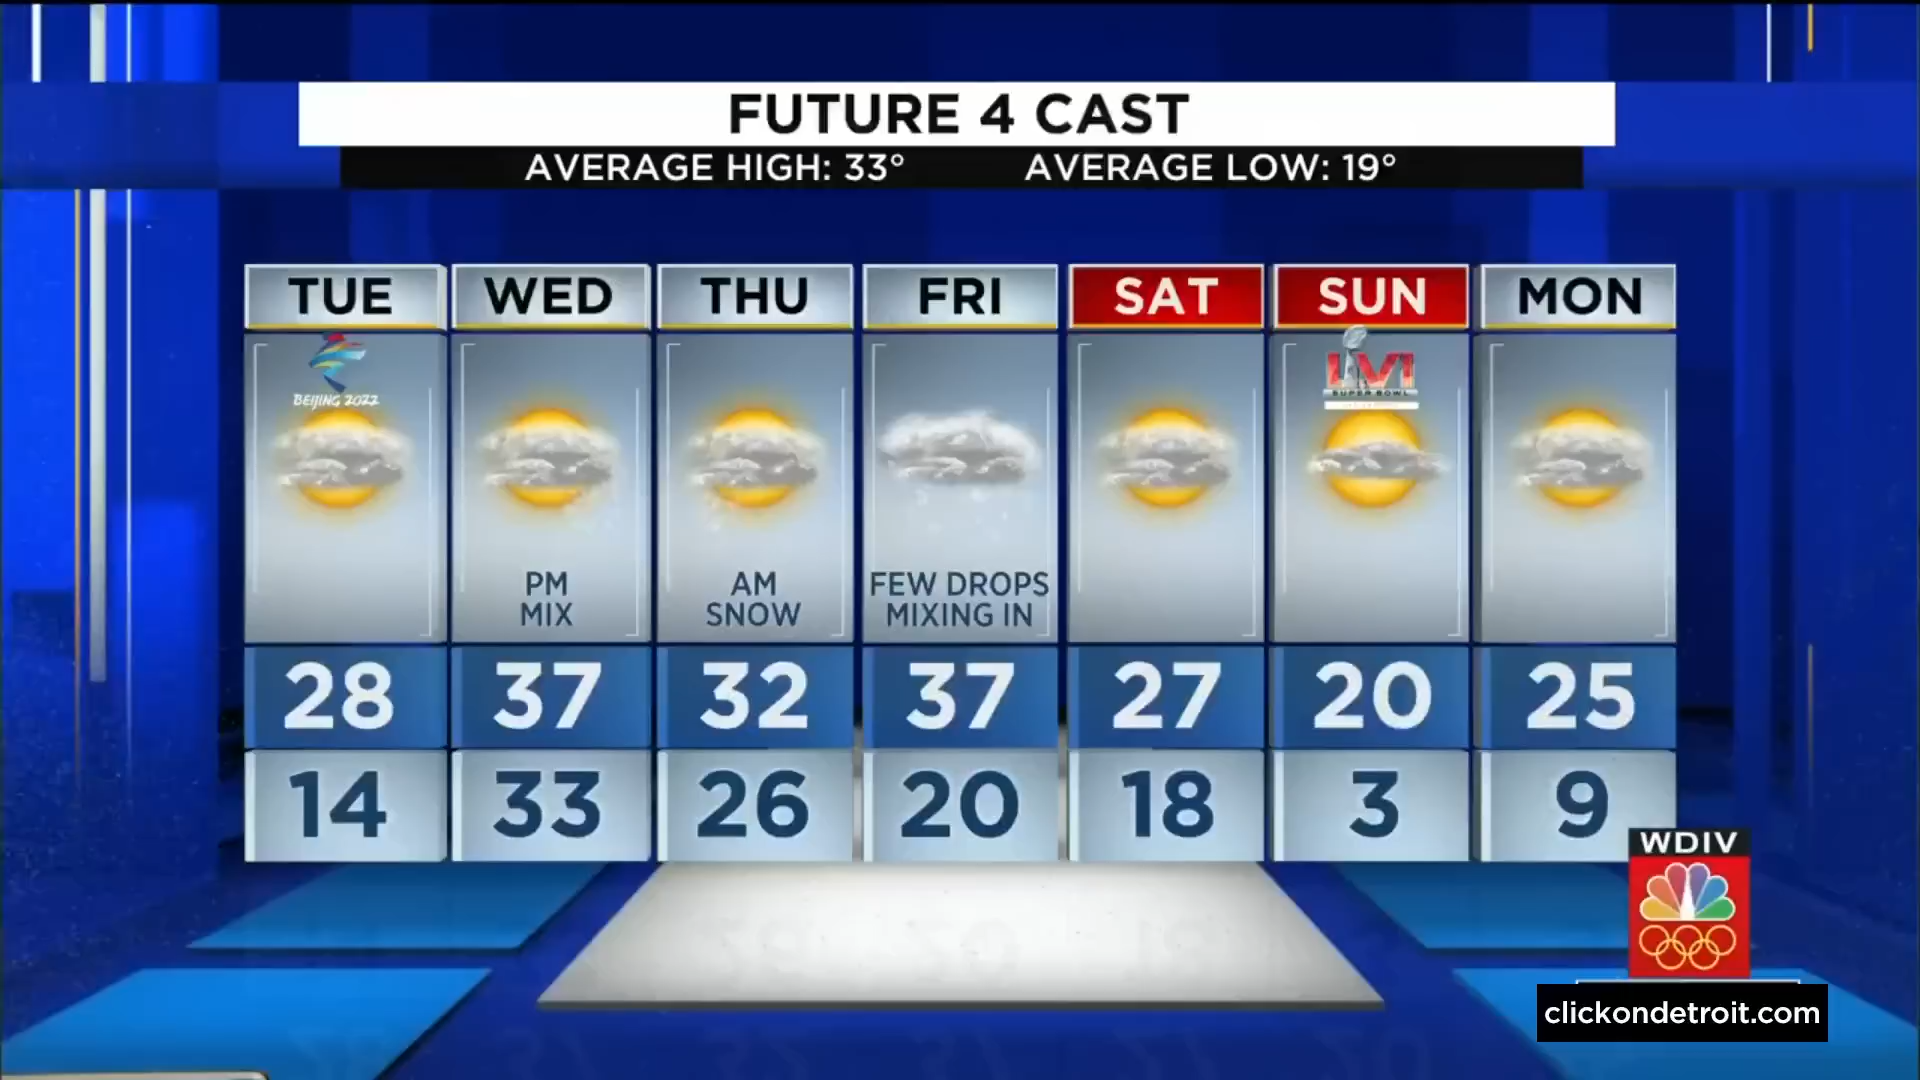 FUTURE 4 CAST
AVERAGE HIGH: 33° AVERAGE LOW: 19°
TUE WED THU FRI SAT SUN MON
BEIJING 2022
LVI
SUPER BOWL
PM
MIX
AM
SNOW
FEW DROPS
MIXING IN
28 37 32 37 27 20 25
14 33 26 20 18 3 9
WDIV
clickondetroit.com